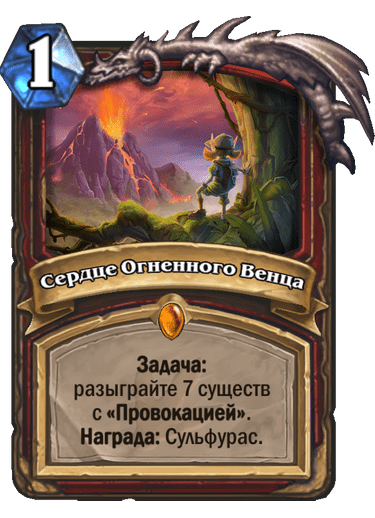 1
Сердце Огненного Венца
Задача:
разыграйте 7 существ
с «Провокацией».
Награда: Сульфурас.